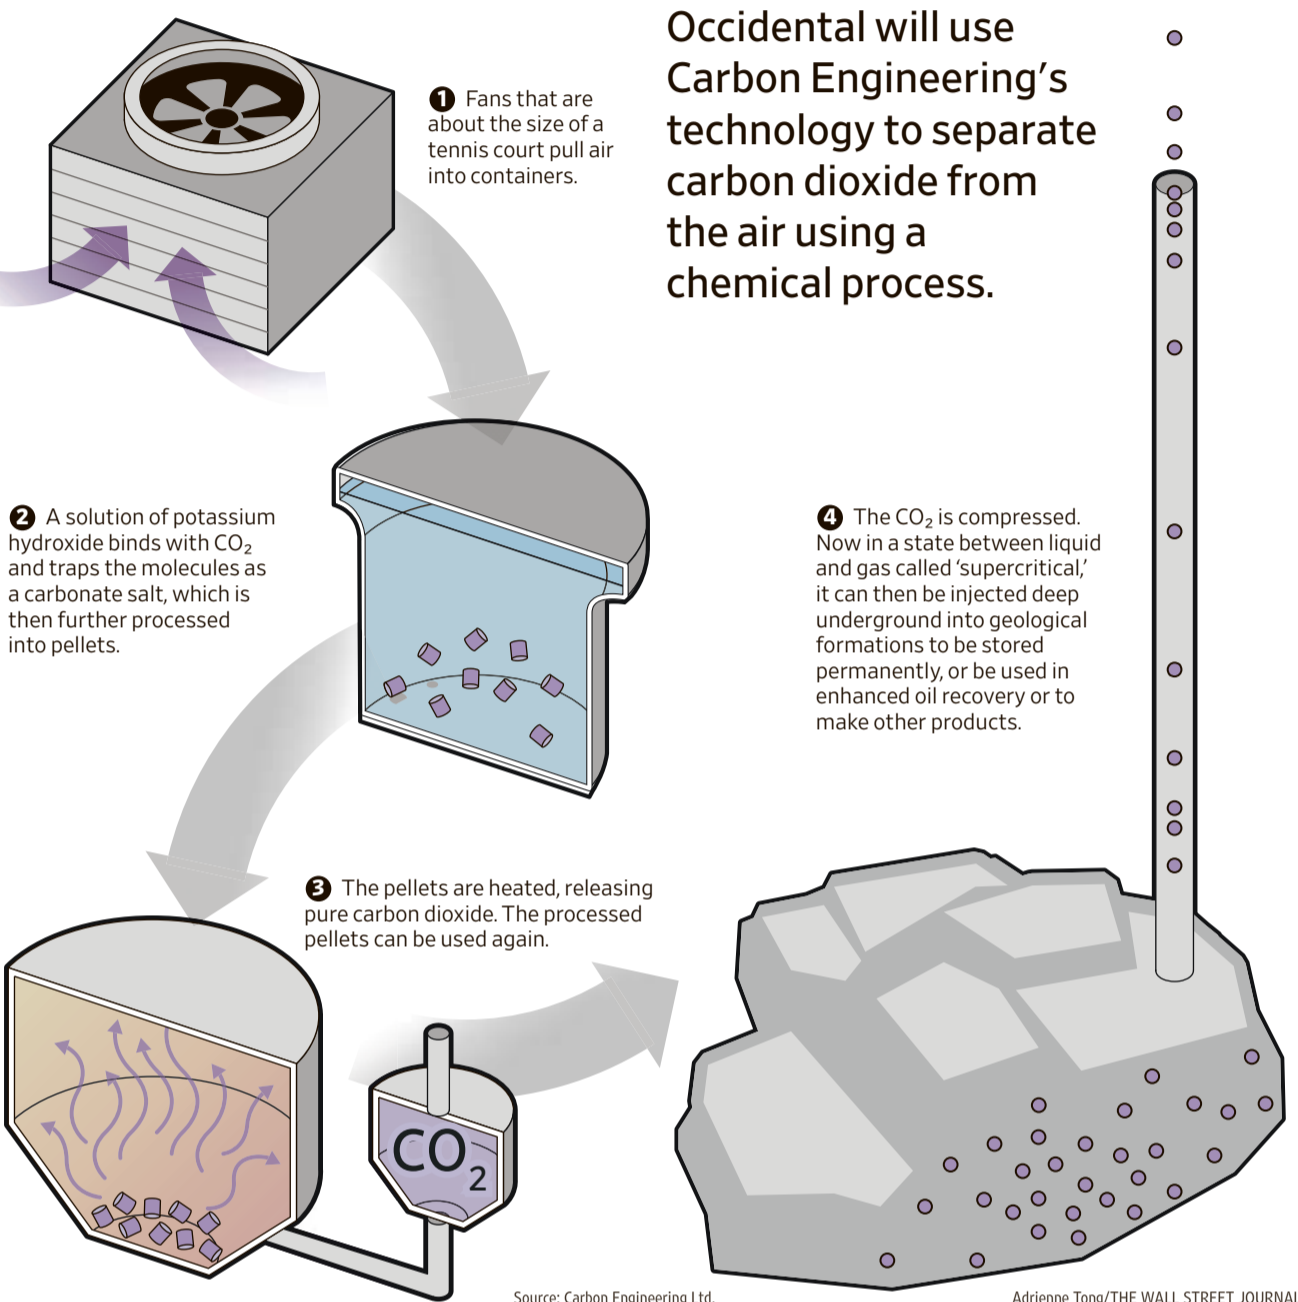 Occidental will use
Carbon Engineering’s
technology to separate
carbon dioxide from
the air using a
chemical process.
❶ Fans that are
about the size of a
tennis court pull air
into containers.
❷ A solution of potassium
hydroxide binds with CO₂
and traps the molecules as
a carbonate salt, which is
then further processed
into pellets.
❸ The pellets are heated, releasing
pure carbon dioxide. The processed
pellets can be used again.
CO₂
❹ The CO₂ is compressed.
Now in a state between liquid
and gas called ‘supercritical,’
it can then be injected deep
underground into geological
formations to be stored
permanently, or be used in
enhanced oil recovery or to
make other products.
Source: Carbon Engineering Ltd.
Adrienne Tong/THE WALL STREET JOURNAL